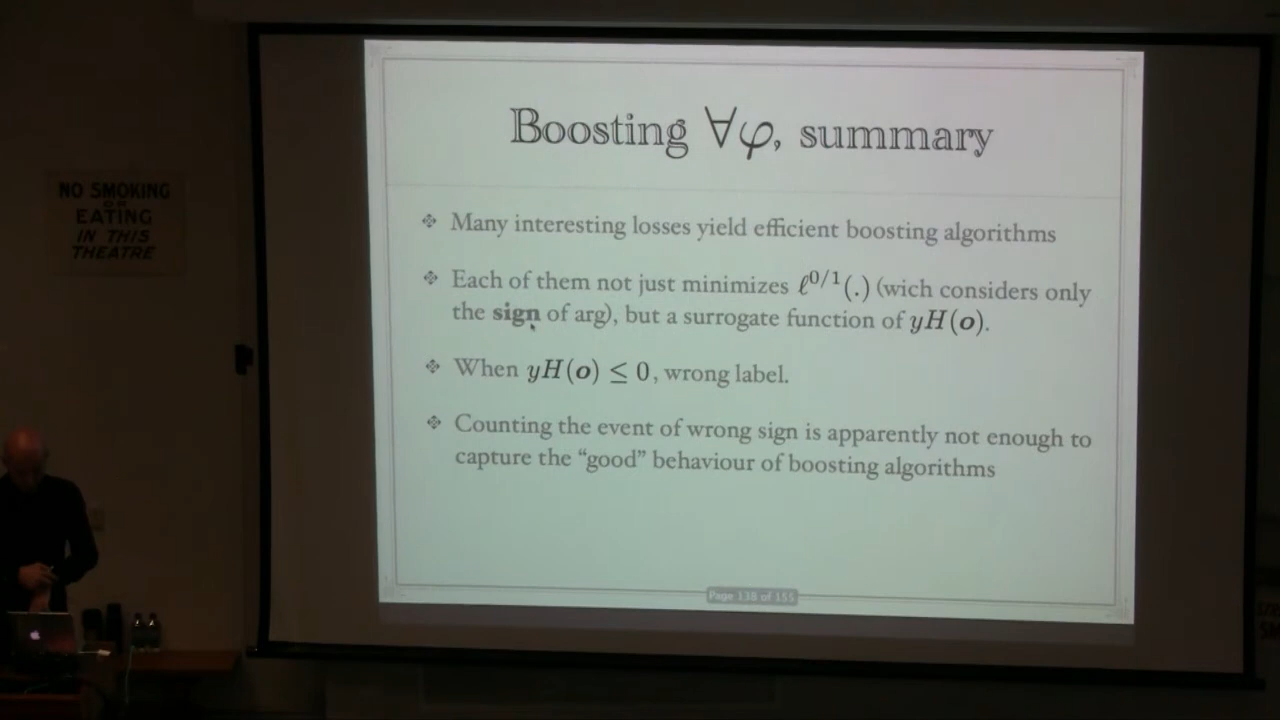 NO SMOKING
OR
EATING
IN THIS
THEATRE
Boosting ∀φ, summary
Many interesting losses yield efficient boosting algorithms
Each of them not just minimizes ℓ^{0/1}(.) (wich considers only
the sign of arg), but a surrogate function of yH(o).
When yH(o) ≤ 0, wrong label.
Counting the event of wrong sign is apparently not enough to
capture the “good” behaviour of boosting algorithms
Page 138 of 155